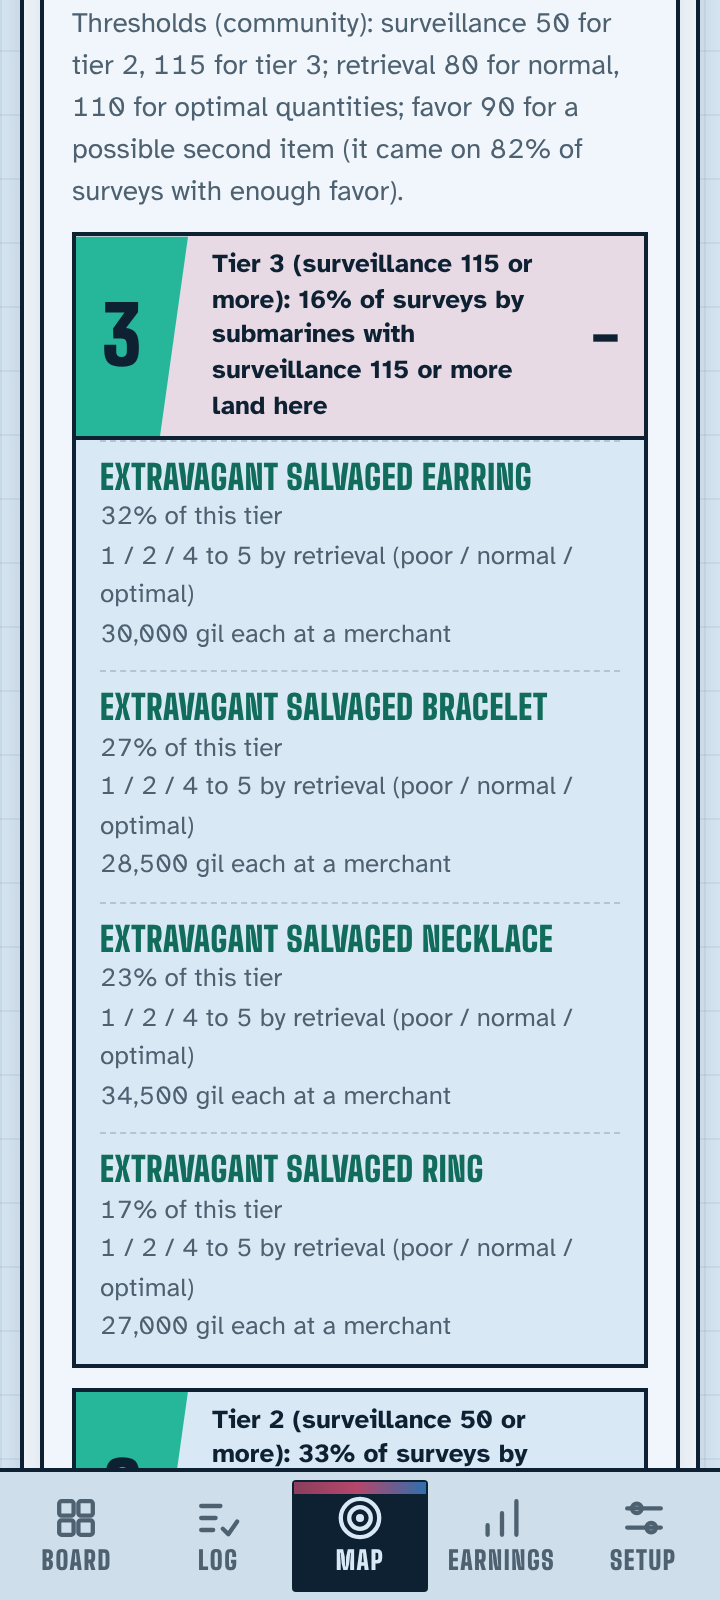 Thresholds (community): surveillance 50 for
tier 2, 115 for tier 3; retrieval 80 for normal,
110 for optimal quantities; favor 90 for a
possible second item (it came on 82% of
surveys with enough favor).
3
Tier 3 (surveillance 115 or
more): 16% of surveys by
submarines with
surveillance 115 or more
land here
EXTRAVAGANT SALVAGED EARRING
32% of this tier
1 / 2 / 4 to 5 by retrieval (poor / normal /
optimal)
30,000 gil each at a merchant
EXTRAVAGANT SALVAGED BRACELET
27% of this tier
1 / 2 / 4 to 5 by retrieval (poor / normal /
optimal)
28,500 gil each at a merchant
EXTRAVAGANT SALVAGED NECKLACE
23% of this tier
1 / 2 / 4 to 5 by retrieval (poor / normal /
optimal)
34,500 gil each at a merchant
EXTRAVAGANT SALVAGED RING
17% of this tier
1 / 2 / 4 to 5 by retrieval (poor / normal /
optimal)
27,000 gil each at a merchant
Tier 2 (surveillance 50 or
more): 33% of surveys by
BOARD
LOG
MAP
EARNINGS
SETUP